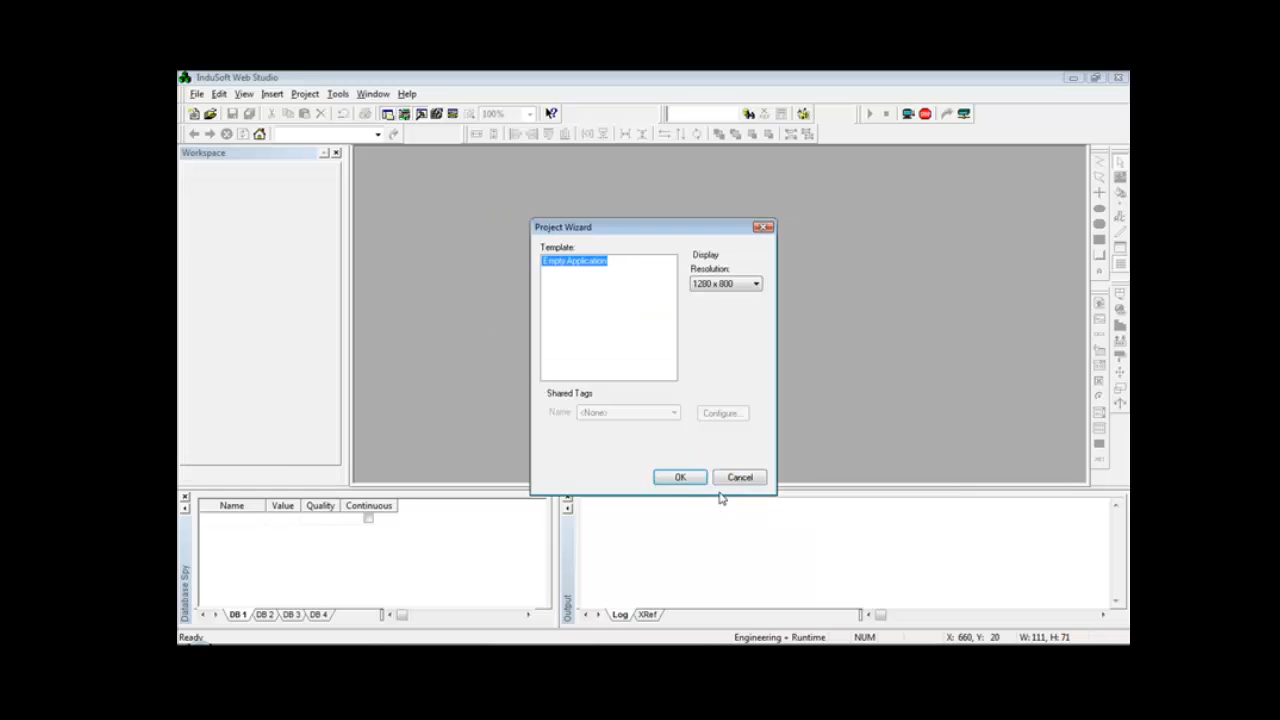 InduSoft Web Studio
File Edit View Insert Project Tools Window Help
100%
Workspace
Project Wizard
Template:
Empty Application
Display
Resolution:
1280 x 800
Shared Tags
Name <None> Configure...
OK Cancel
Name Value Quality Continuous
Database Spy
DB 1 DB 2 DB 3 DB 4
Output
Log XRef
Ready
Engineering + Runtime NUM X: 660, Y: 20 W: 111, H: 71